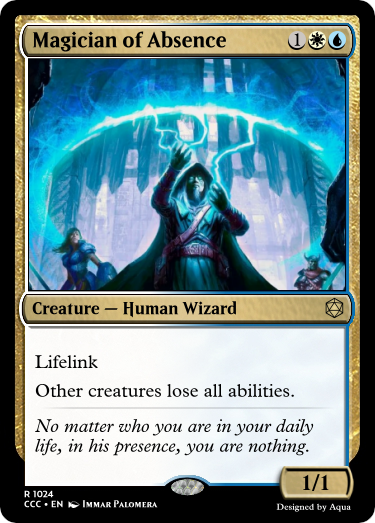 Magician of Absence 1
Creature — Human Wizard
Lifelink
Other creatures lose all abilities.
No matter who you are in your daily
life, in his presence, you are nothing.
1/1
R 1024
CCC • EN Immar Palomera
Designed by Aqua